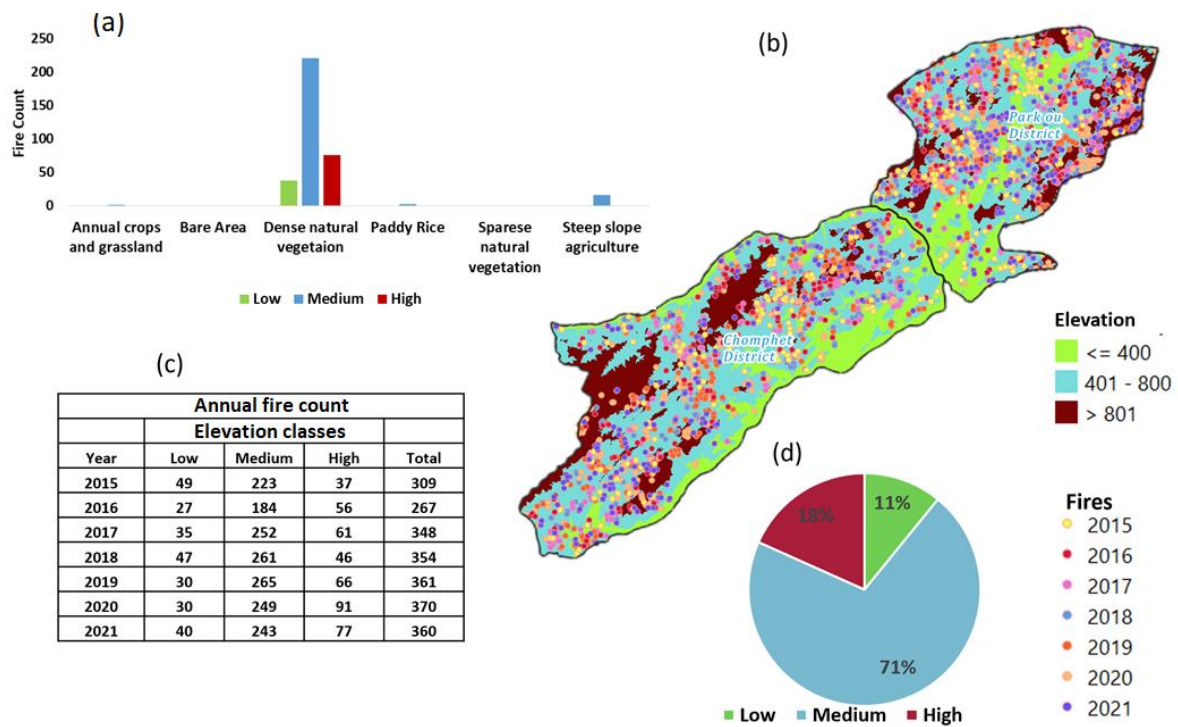 (a)
250
200
150
100
50
0
Fire Count
Annual crops
and grassland
Bare Area
Dense natural
vegetaion
Paddy Rice
Sparese
natural
vegetation
Steep slope
agriculture
Low Medium High
(b)
Park ou
District
Chomphet
District
Elevation
<= 400
401 - 800
> 801
(c)
Annual fire count
Elevation classes
Year Low Medium High Total
2015 49 223 37 309
2016 27 184 56 267
2017 35 252 61 348
2018 47 261 46 354
2019 30 265 66 361
2020 30 249 91 370
2021 40 243 77 360
(d)
18%
11%
71%
Low Medium High
Fires
2015
2016
2017
2018
2019
2020
2021